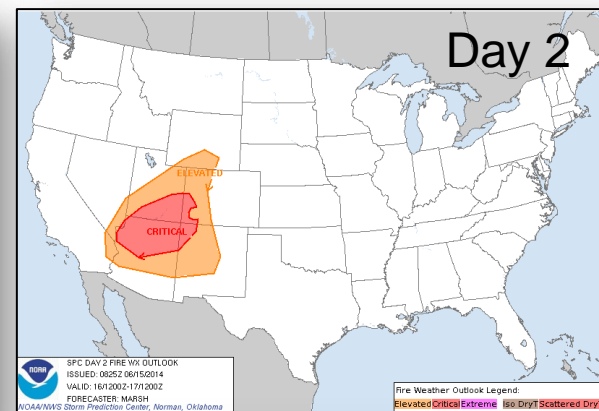 Day 2
ELEVATED
CRITICAL
NOAA
SPC DAY 2 FIRE WX OUTLOOK
ISSUED: 0825Z 06/15/2014
VALID: 16/1200Z-17/1200Z
FORECASTER: MARSH
NOAA/NWS Storm Prediction Center, Norman, Oklahoma
Fire Weather Outlook Legend:
Elevated Critical Extreme Iso DryT Scattered Dry